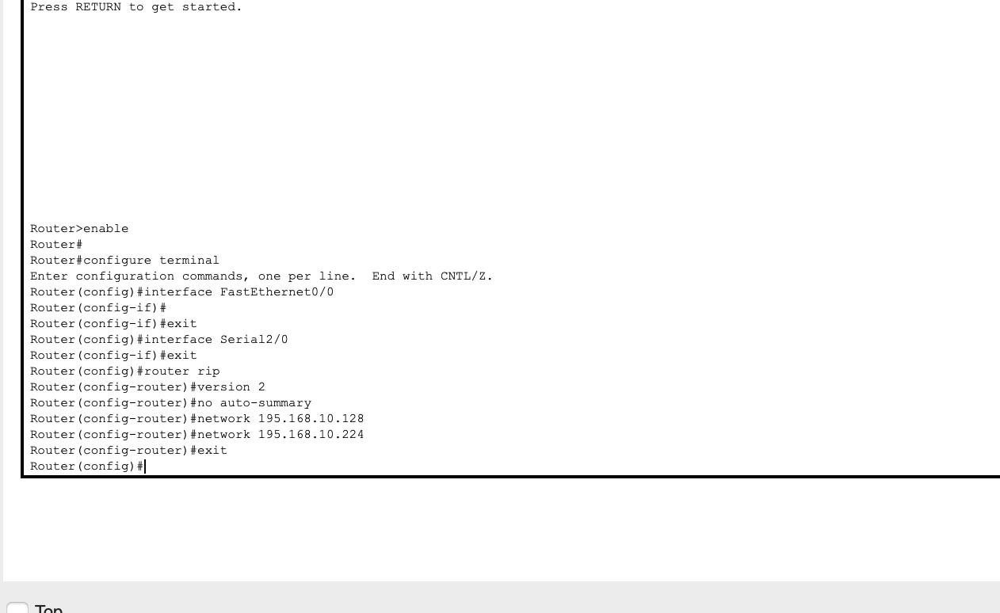 Press RETURN to get started.
Router>enable
Router#
Router#configure terminal
Enter configuration commands, one per line.  End with CNTL/Z.
Router(config)#interface FastEthernet0/0
Router(config-if)#
Router(config-if)#exit
Router(config)#interface Serial2/0
Router(config-if)#exit
Router(config)#router rip
Router(config-router)#version 2
Router(config-router)#no auto-summary
Router(config-router)#network 195.168.10.128
Router(config-router)#network 195.168.10.224
Router(config-router)#exit
Router(config)#
Top